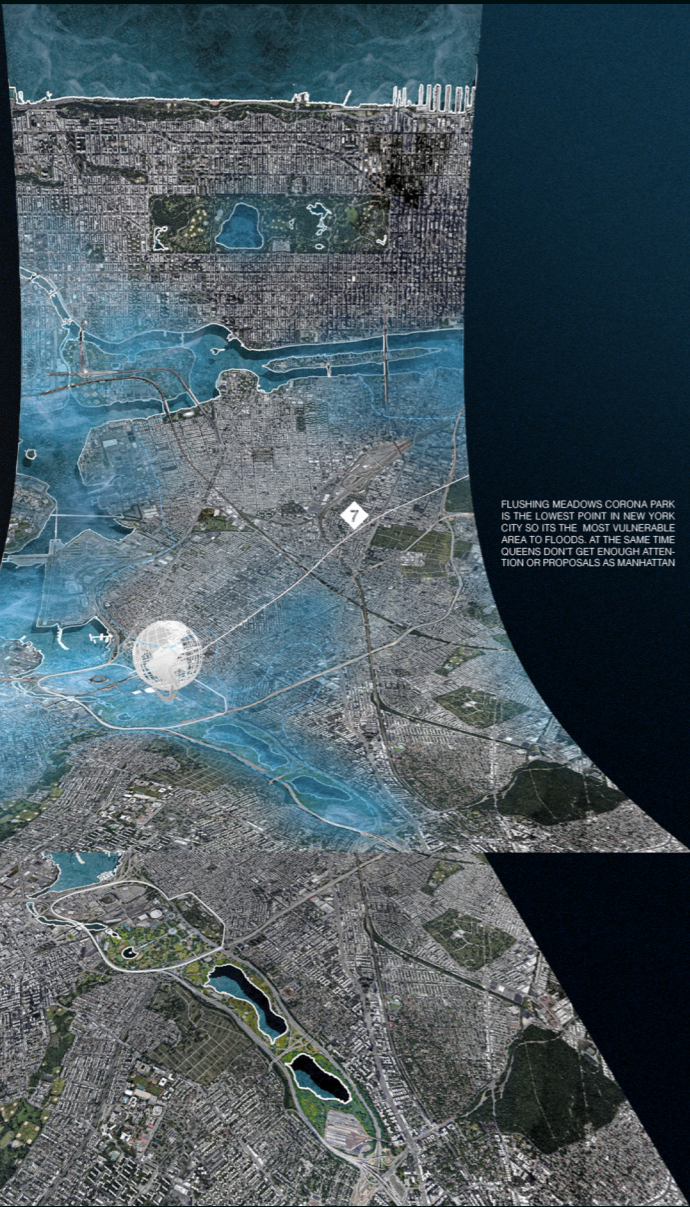 7
FLUSHING MEADOWS CORONA PARK
IS THE LOWEST POINT IN NEW YORK
CITY SO ITS THE MOST VULNERABLE
AREA TO FLOODS. AT THE SAME TIME
QUEENS DON'T GET ENOUGH ATTEN-
TION OR PROPOSALS AS MANHATTAN